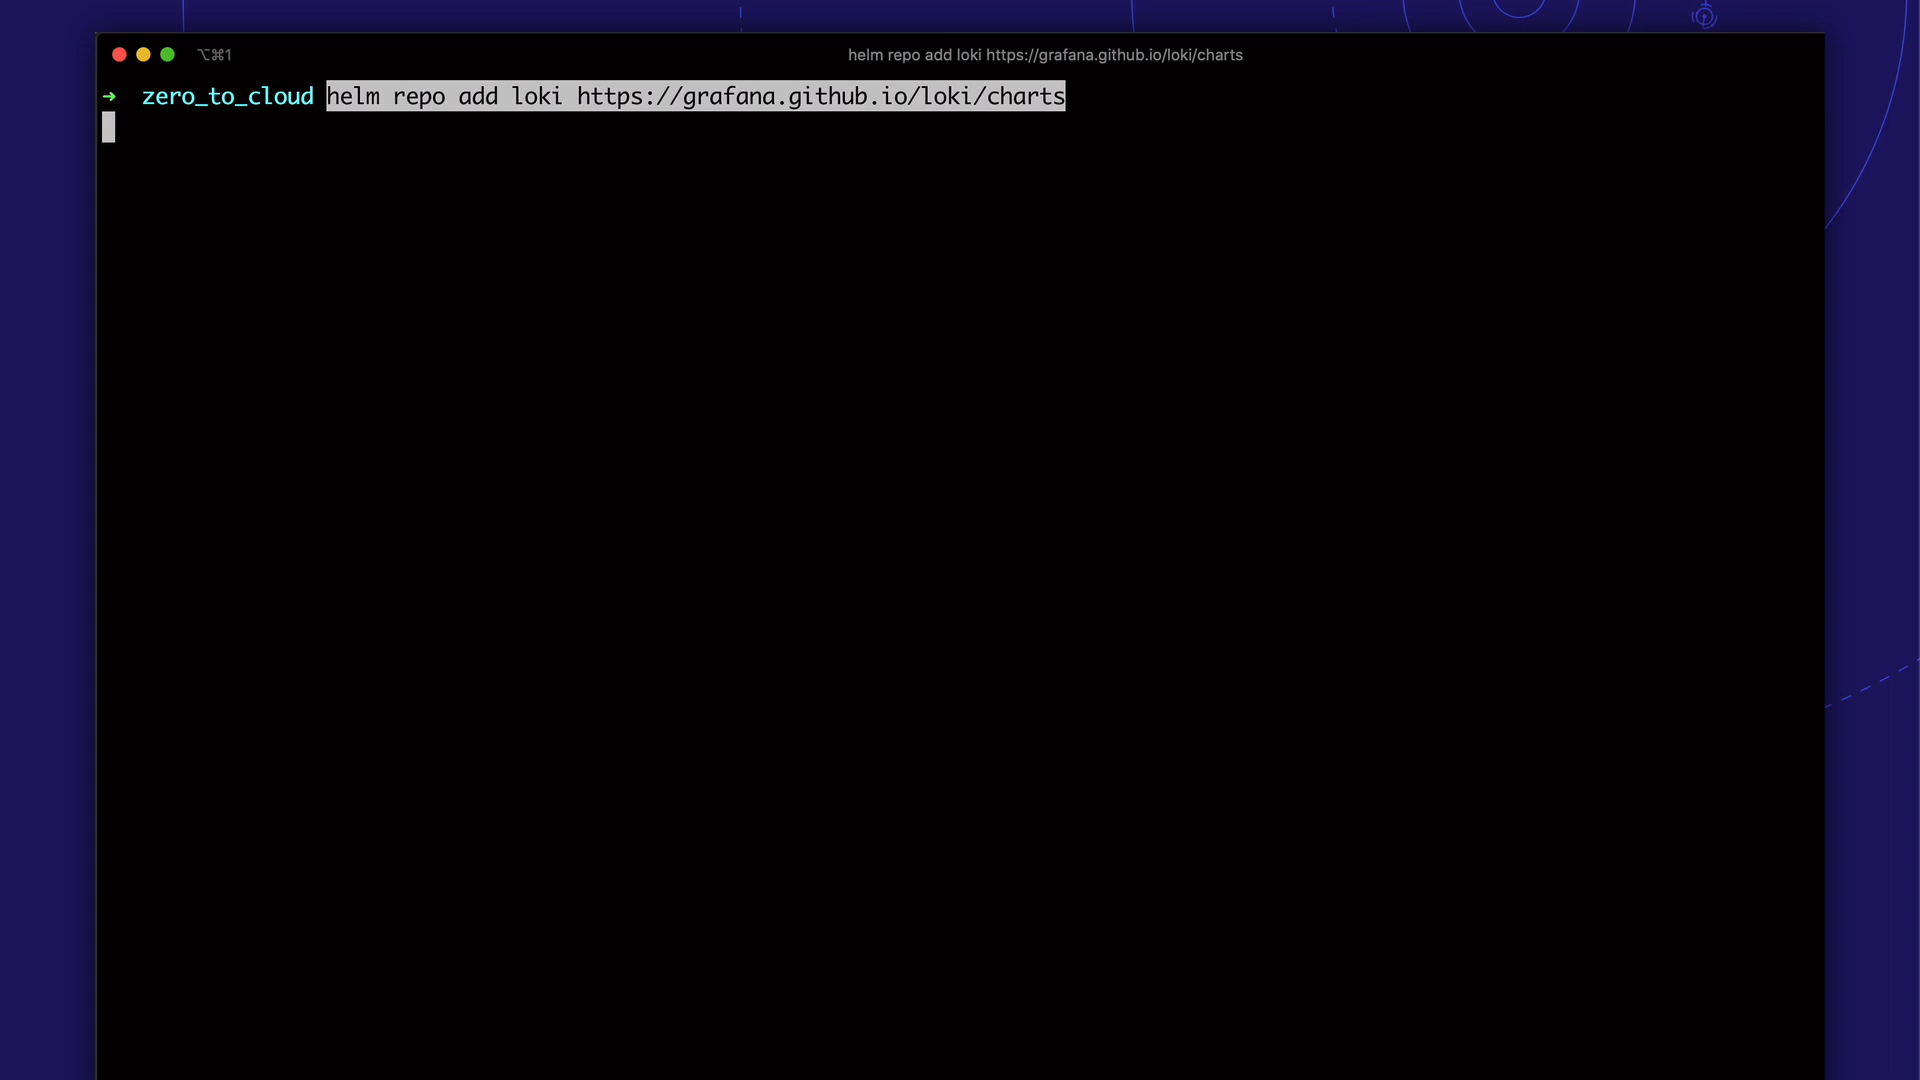 ⌥⌘1
helm repo add loki https://grafana.github.io/loki/charts
➜ zero_to_cloud helm repo add loki https://grafana.github.io/loki/charts